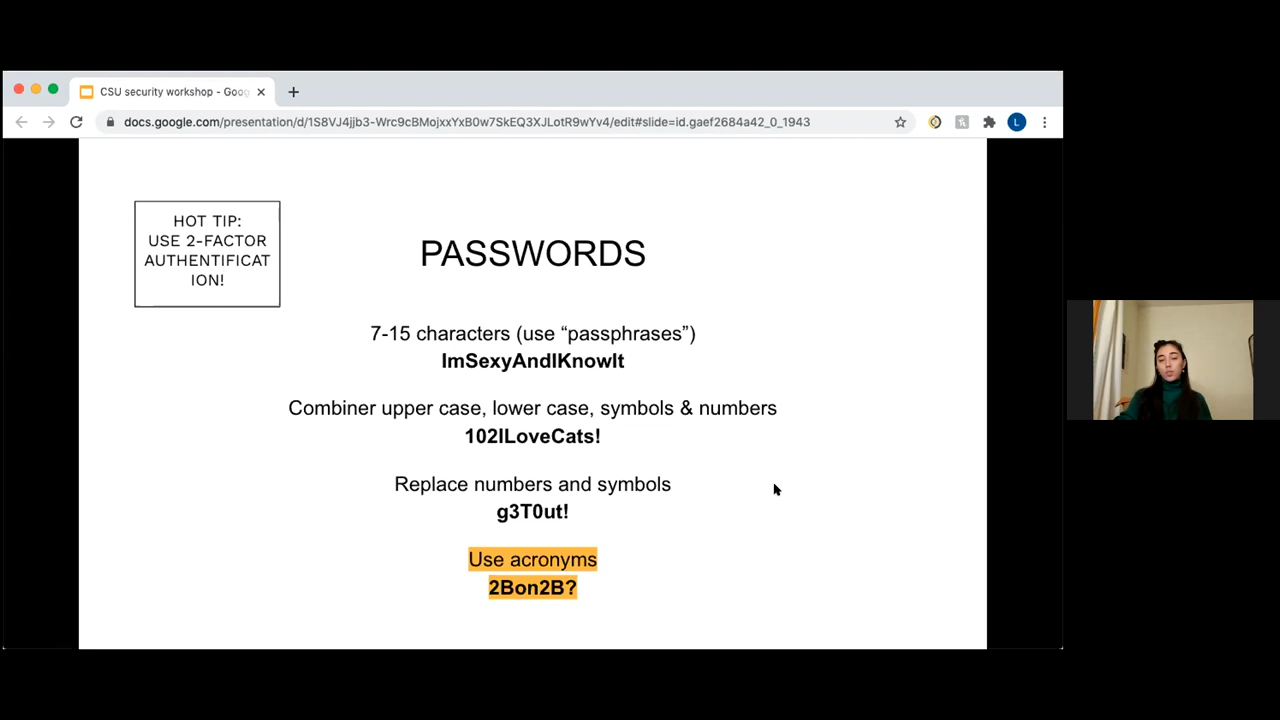 CSU security workshop - Goog
docs.google.com/presentation/d/1S8VJ4jjb3-Wrc9cBMojxxYxB0w7SkEQ3XJLotR9wYv4/edit#slide=id.gaef2684a42_0_1943
L
HOT TIP:
USE 2-FACTOR
AUTHENTIFICAT
ION!
PASSWORDS
7-15 characters (use “passphrases”)
ImSexyAndIKnowIt
Combiner upper case, lower case, symbols & numbers
102ILoveCats!
Replace numbers and symbols
g3T0ut!
Use acronyms
2Bon2B?